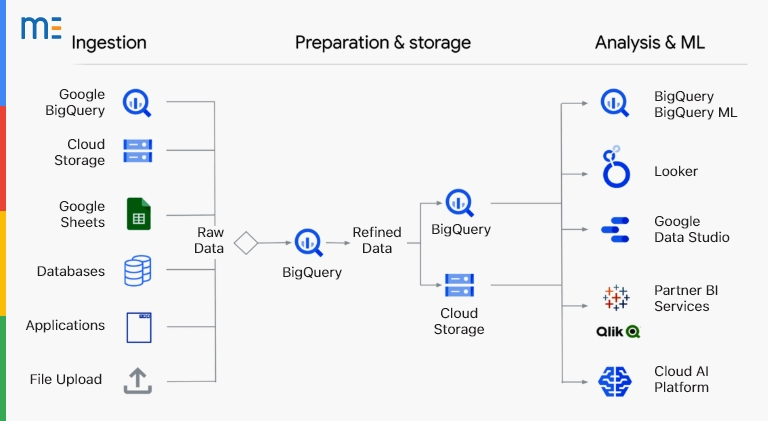 mE
Ingestion
Preparation & storage
Analysis & ML
Google
BigQuery
Cloud
Storage
Google
Sheets
Databases
Applications
File Upload
Raw
Data
BigQuery
Refined
Data
BigQuery
Cloud
Storage
BigQuery
BigQuery ML
Looker
Google
Data Studio
Partner BI
Services
Qlik
Cloud AI
Platform